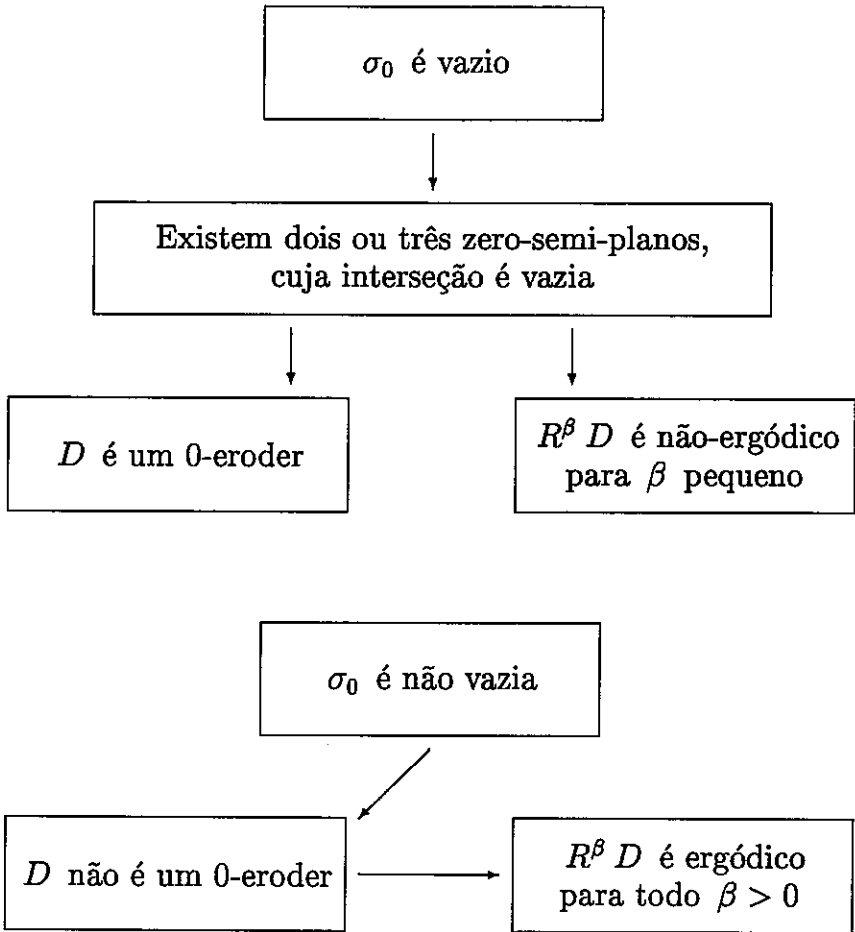 σ₀ é vazio
Existem dois ou três zero-semi-planos,
cuja interseção é vazia
D é um 0-eroder
R^β D é não-ergódico
para β pequeno
σ₀ é não vazia
D não é um 0-eroder
R^β D é ergódico
para todo β > 0